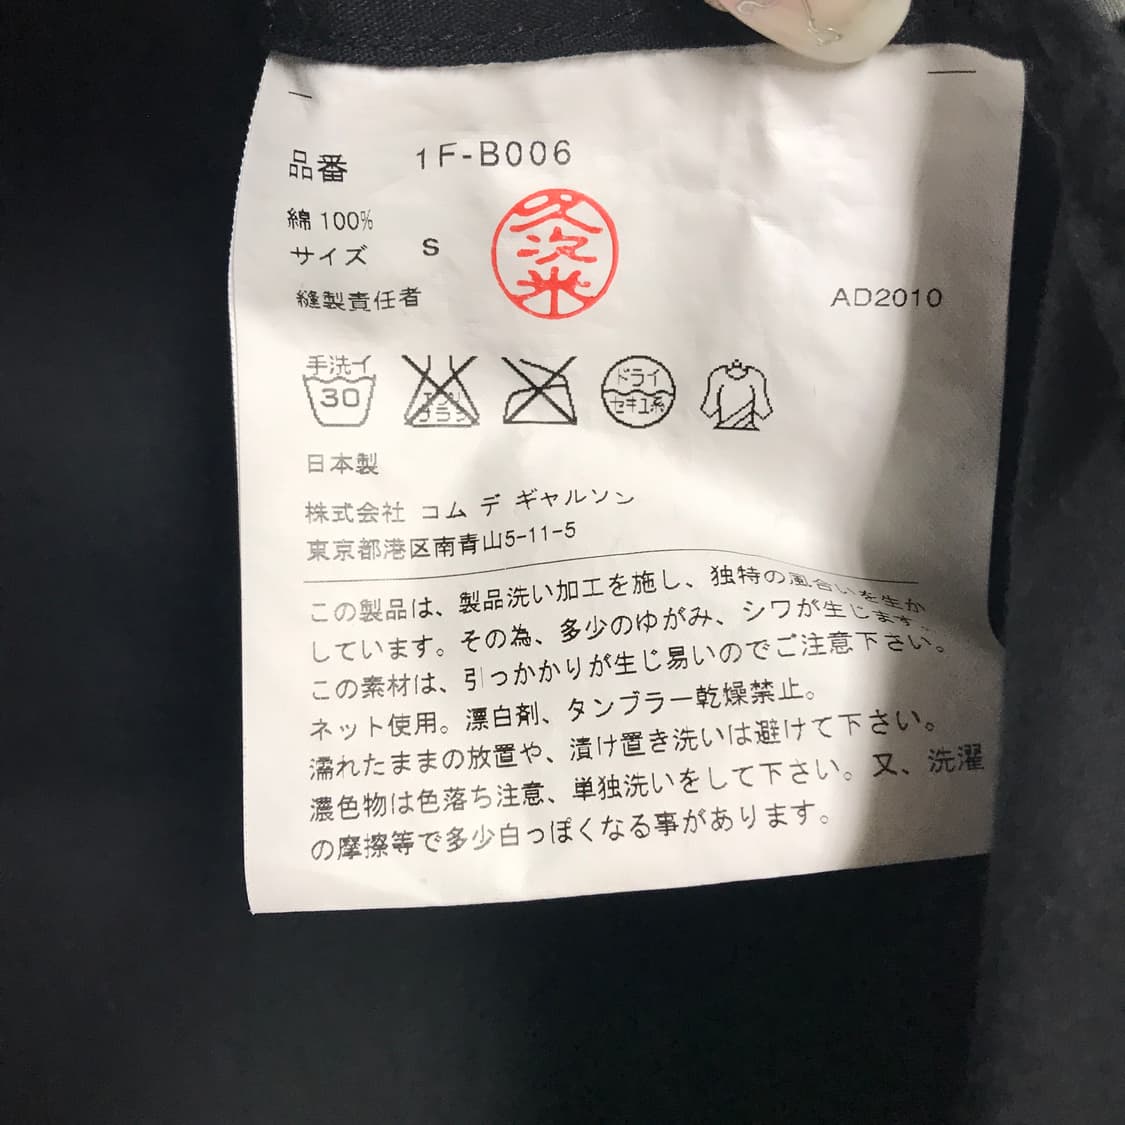 品番 1F-B006
綿 100%
サイズ S
久次米
縫製責任者
AD2010
手洗イ
30
エンソ
サラシ
ドライ
セキユ系
日本製
株式会社 コム デ ギャルソン
東京都港区南青山5-11-5
この製品は、製品洗い加工を施し、独特の風合いを生か
しています。その為、多少のゆがみ、シワが生じます。
この素材は、引っかかりが生じ易いのでご注意下さい。
ネット使用。漂白剤、タンブラー乾燥禁止。
濡れたままの放置や、漬け置き洗いは避けて下さい。
濃色物は色落ち注意、単独洗いをして下さい。又、洗濯
の摩擦等で多少白っぽくなる事があります。